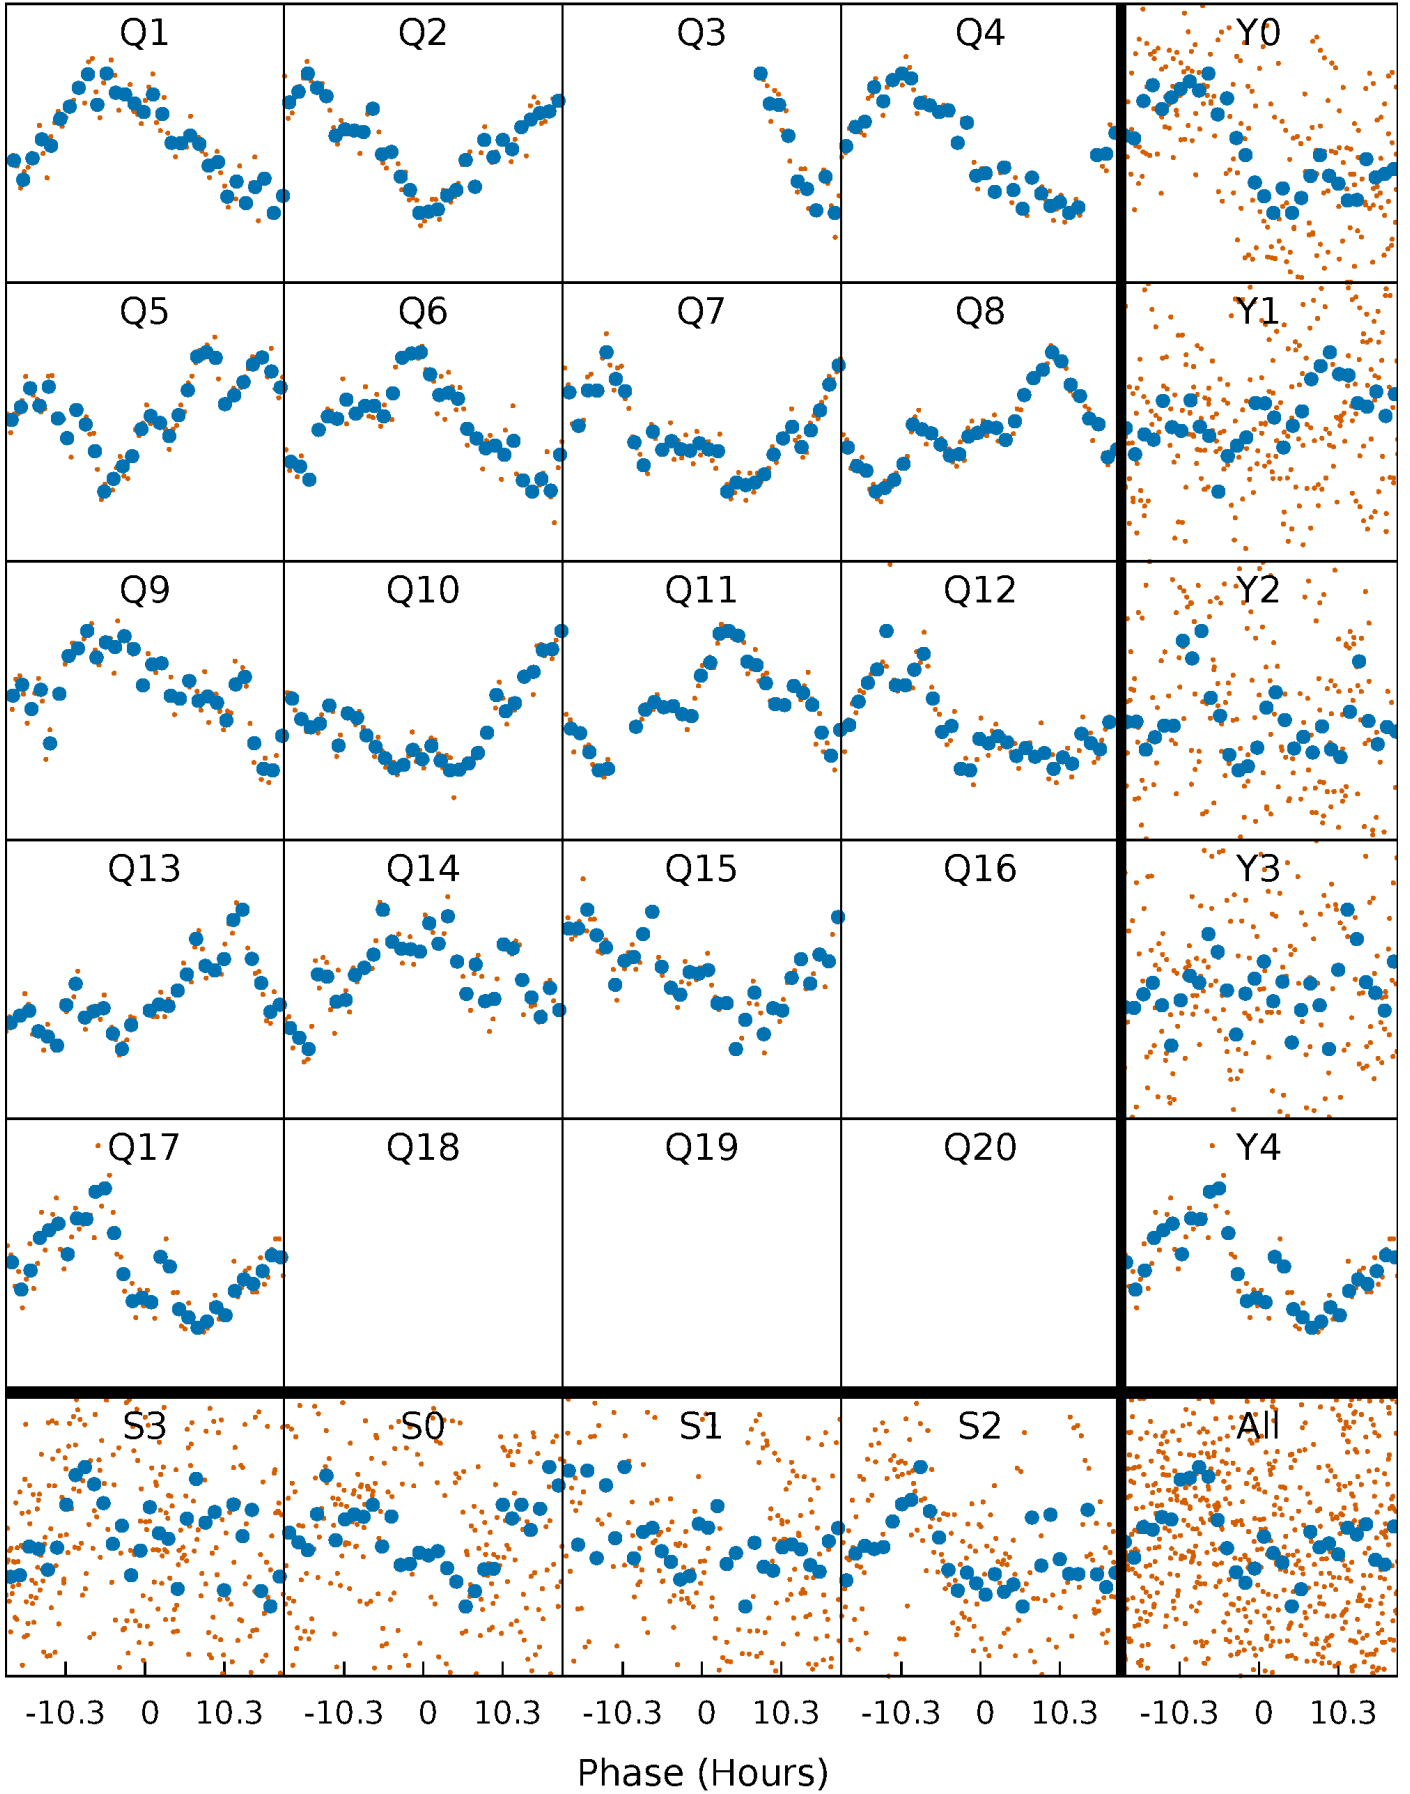 Q1 Q2 Q3 Q4 Y0
Q5 Q6 Q7 Q8 Y1
Q9 Q10 Q11 Q12 Y2
Q13 Q14 Q15 Q16 Y3
Q17 Q18 Q19 Q20 Y4
S3 S0 S1 S2 All
-10.3 0 10.3 -10.3 0 10.3 -10.3 0 10.3 -10.3 0 10.3 -10.3 0 10.3
Phase (Hours)